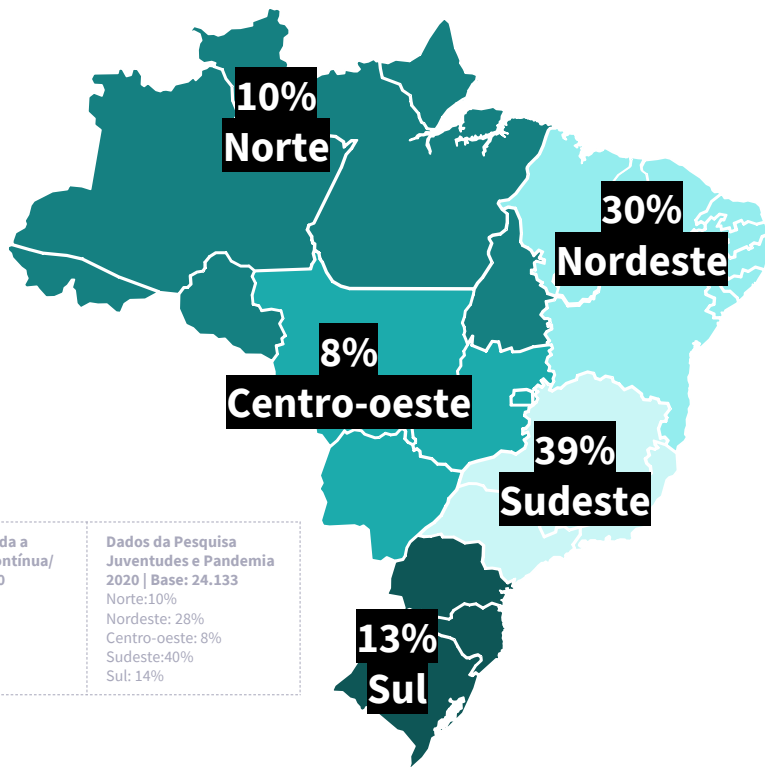 10%
Norte
30%
Nordeste
8%
Centro-oeste
39%
Sudeste
13%
Sul
da a
ontínua/
0
Dados da Pesquisa
Juventudes e Pandemia
2020 | Base: 24.133
Norte:10%
Nordeste: 28%
Centro-oeste: 8%
Sudeste:40%
Sul: 14%